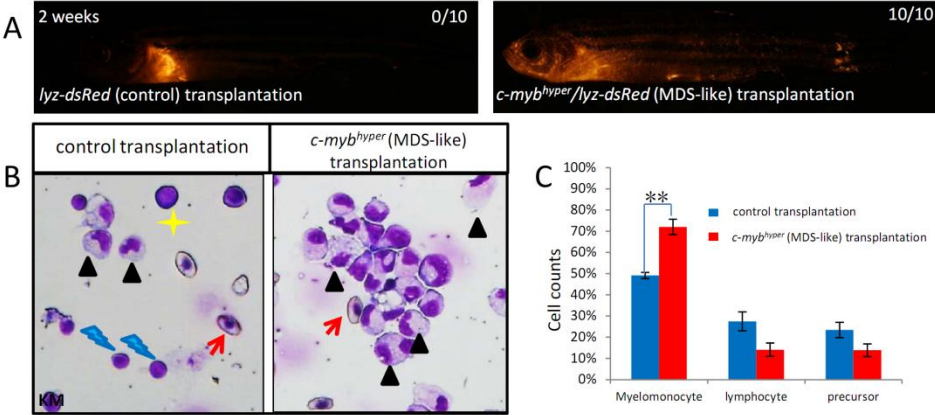 A
2 weeks
0/10
lyz-dsRed (control) transplantation
10/10
c-myb^hyper/lyz-dsRed (MDS-like) transplantation
B
control transplantation
c-myb^hyper (MDS-like)
transplantation
KM
C
100%
90%
80%
70%
60%
50%
40%
30%
20%
10%
0%
Cell counts
**
control transplantation
c-myb^hyper (MDS-like) transplantation
Myelomonocyte
lymphocyte
precursor